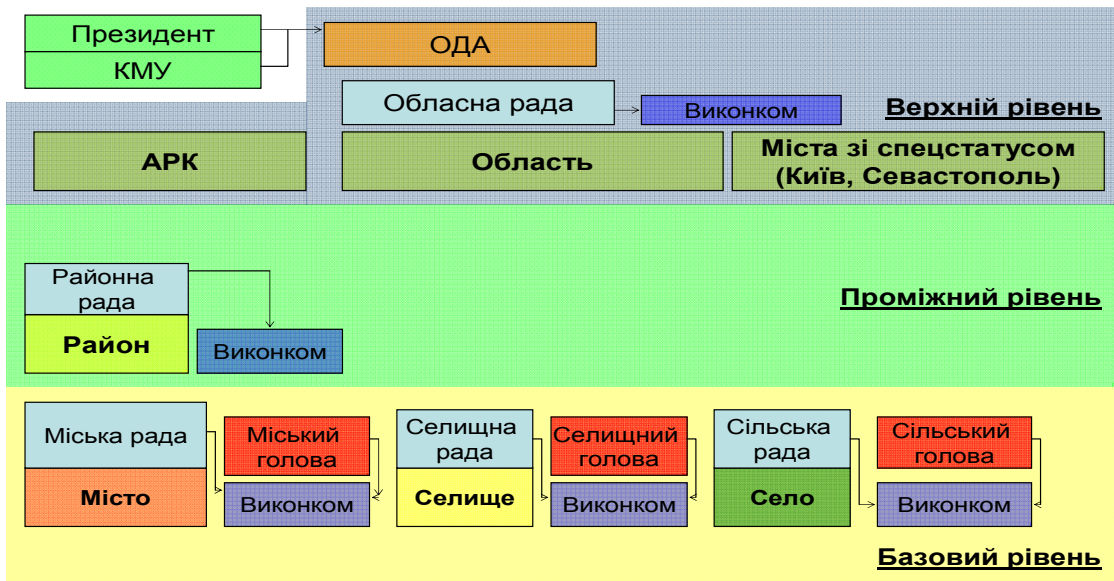 Президент
КМУ
ОДА
Обласна рада
Виконком
Верхній рівень
АРК
Область
Міста зі спецстатусом
(Київ, Севастополь)
Районна
рада
Район
Виконком
Проміжний рівень
Міська рада
Місто
Міський
голова
Виконком
Селищна
рада
Селище
Селищний
голова
Виконком
Сільська
рада
Село
Сільський
голова
Виконком
Базовий рівень